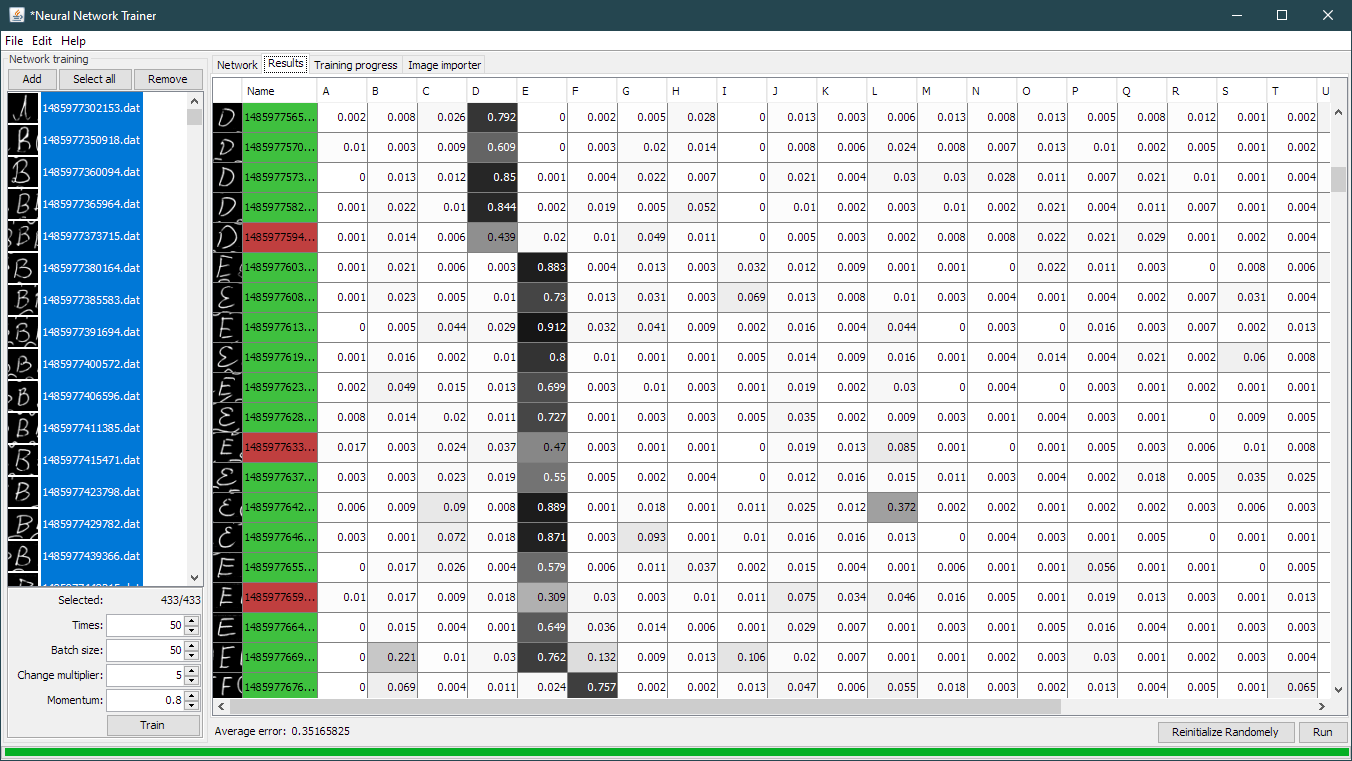 *Neural Network Trainer
File Edit Help
Network training
Add Select all Remove
1485977302153.dat
1485977350918.dat
1485977360094.dat
1485977365964.dat
1485977373715.dat
1485977380164.dat
1485977385583.dat
1485977391694.dat
1485977400572.dat
1485977406596.dat
1485977411385.dat
1485977415471.dat
1485977423798.dat
1485977429782.dat
1485977439366.dat
Selected: 433/433
Times: 50
Batch size: 50
Change multiplier: 5
Momentum: 0.8
Train
Network Results Training progress Image importer
Name A B C D E F G H I J K L M N O P Q R S T U
D 1485977565... 0.002 0.008 0.026 0.792 0 0.002 0.005 0.028 0 0.013 0.003 0.006 0.013 0.008 0.013 0.005 0.008 0.012 0.001 0.002
D 1485977570... 0.01 0.003 0.009 0.609 0 0.003 0.02 0.014 0 0.008 0.006 0.024 0.008 0.007 0.013 0.01 0.002 0.005 0.001 0.002
D 1485977573... 0 0.013 0.012 0.85 0.001 0.004 0.022 0.007 0 0.021 0.004 0.03 0.03 0.028 0.011 0.007 0.021 0.01 0.001 0.004
D 1485977582... 0.001 0.022 0.01 0.844 0.002 0.019 0.005 0.052 0 0.01 0.002 0.003 0.01 0.002 0.021 0.004 0.011 0.007 0.001 0.004
D 1485977594... 0.001 0.014 0.006 0.439 0.02 0.01 0.049 0.011 0 0.005 0.003 0.002 0.008 0.008 0.022 0.021 0.029 0.001 0.002 0.004
E 1485977603... 0.001 0.021 0.006 0.003 0.883 0.004 0.013 0.003 0.032 0.012 0.009 0.001 0.001 0 0.022 0.011 0.003 0 0.008 0.006
E 1485977608... 0.001 0.023 0.005 0.01 0.73 0.013 0.031 0.003 0.069 0.013 0.008 0.01 0.003 0.004 0.001 0.004 0.002 0.007 0.031 0.004
E 1485977613... 0 0.005 0.044 0.029 0.912 0.032 0.041 0.009 0.002 0.016 0.004 0.044 0 0.003 0 0.016 0.003 0.007 0.002 0.013
E 1485977619... 0.001 0.016 0.002 0.01 0.8 0.01 0.001 0.001 0.005 0.014 0.009 0.016 0.001 0.004 0.014 0.004 0.021 0.002 0.06 0.008
E 1485977623... 0.002 0.049 0.015 0.013 0.699 0.003 0.01 0.003 0.001 0.019 0.002 0.03 0 0.004 0 0.003 0.002 0.002 0.001 0.001
E 1485977628... 0.008 0.014 0.02 0.011 0.727 0.001 0.003 0.003 0.005 0.035 0.002 0.009 0.003 0.001 0.004 0.003 0.001 0 0.009 0.005
E 1485977633... 0.017 0.003 0.024 0.037 0.47 0.003 0.001 0.001 0 0.019 0.013 0.085 0 0 0.001 0.005 0.003 0.006 0.01 0.008
E 1485977637... 0.003 0.003 0.023 0.019 0.55 0.005 0.002 0.004 0 0.012 0.016 0.015 0.011 0.003 0.004 0.002 0.018 0.005 0.035 0.025
E 1485977642... 0.006 0.009 0.09 0.008 0.889 0.001 0.018 0.001 0.011 0.025 0.012 0.372 0.002 0.002 0.001 0.002 0.002 0.003 0.006 0.003
E 1485977646... 0.003 0.001 0.072 0.018 0.871 0.003 0.093 0.001 0.01 0.016 0.016 0.013 0 0.004 0.003 0.001 0.005 0 0.001 0.001
E 1485977655... 0 0.017 0.026 0.004 0.579 0.006 0.011 0.037 0.002 0.015 0.004 0.001 0.006 0.001 0.002 0.056 0.001 0.001 0 0.005
E 1485977659... 0.01 0.017 0.009 0.018 0.309 0.03 0.003 0.01 0.011 0.075 0.034 0.046 0.016 0.005 0.001 0.019 0.013 0.003 0.001 0.013
E 1485977664... 0 0.015 0.004 0.001 0.649 0.036 0.014 0.006 0.001 0.029 0.007 0.001 0.003 0.001 0.005 0.016 0.004 0.001 0.003 0.003
E 1485977669... 0 0.221 0.01 0.03 0.762 0.132 0.009 0.013 0.106 0.02 0.007 0.001 0.001 0.002 0.003 0.03 0.001 0.002 0.003 0.004
F 1485977676... 0 0.069 0.004 0.011 0.024 0.757 0.002 0.002 0.013 0.047 0.006 0.055 0.018 0.003 0.002 0.013 0.004 0.005 0.001 0.065
Average error: 0.35165825
Reinitialize Randomely Run